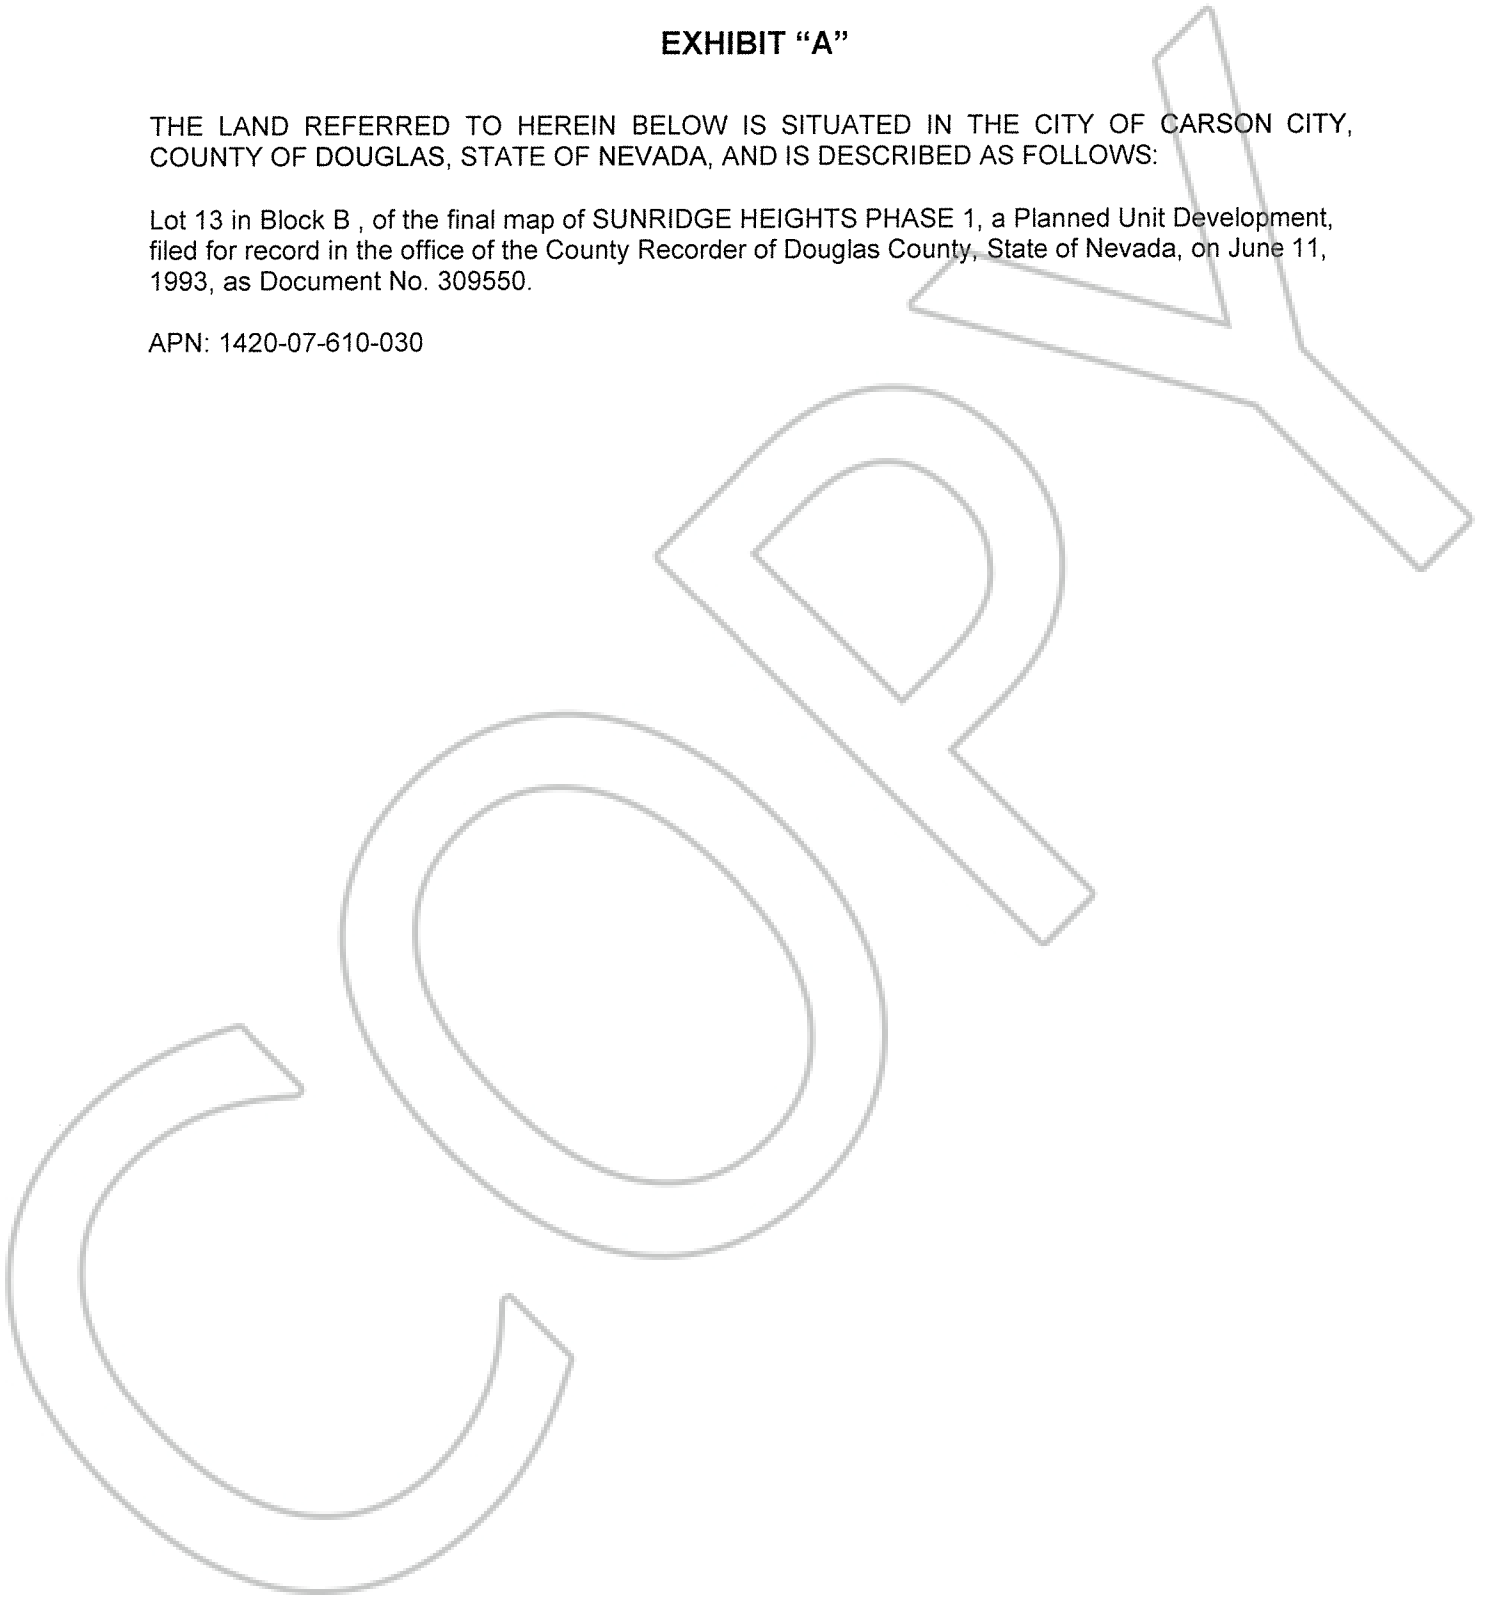 EXHIBIT “A”
THE LAND REFERRED TO HEREIN BELOW IS SITUATED IN THE CITY OF CARSON CITY,
COUNTY OF DOUGLAS, STATE OF NEVADA, AND IS DESCRIBED AS FOLLOWS:
Lot 13 in Block B , of the final map of SUNRIDGE HEIGHTS PHASE 1, a Planned Unit Development,
filed for record in the office of the County Recorder of Douglas County, State of Nevada, on June 11,
1993, as Document No. 309550.
APN: 1420-07-610-030
COPY